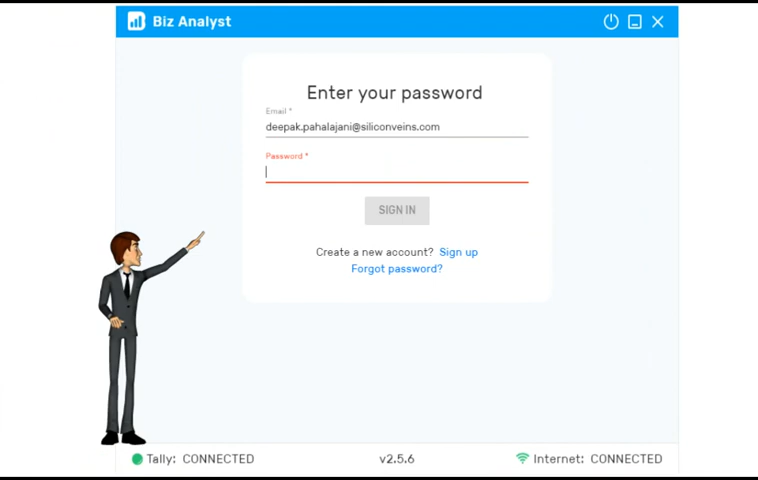 Biz Analyst
Enter your password
Email *
deepak.pahalajani@siliconveins.com
Password *
SIGN IN
Create a new account? Sign up
Forgot password?
Tally: CONNECTED v2.5.6 Internet: CONNECTED